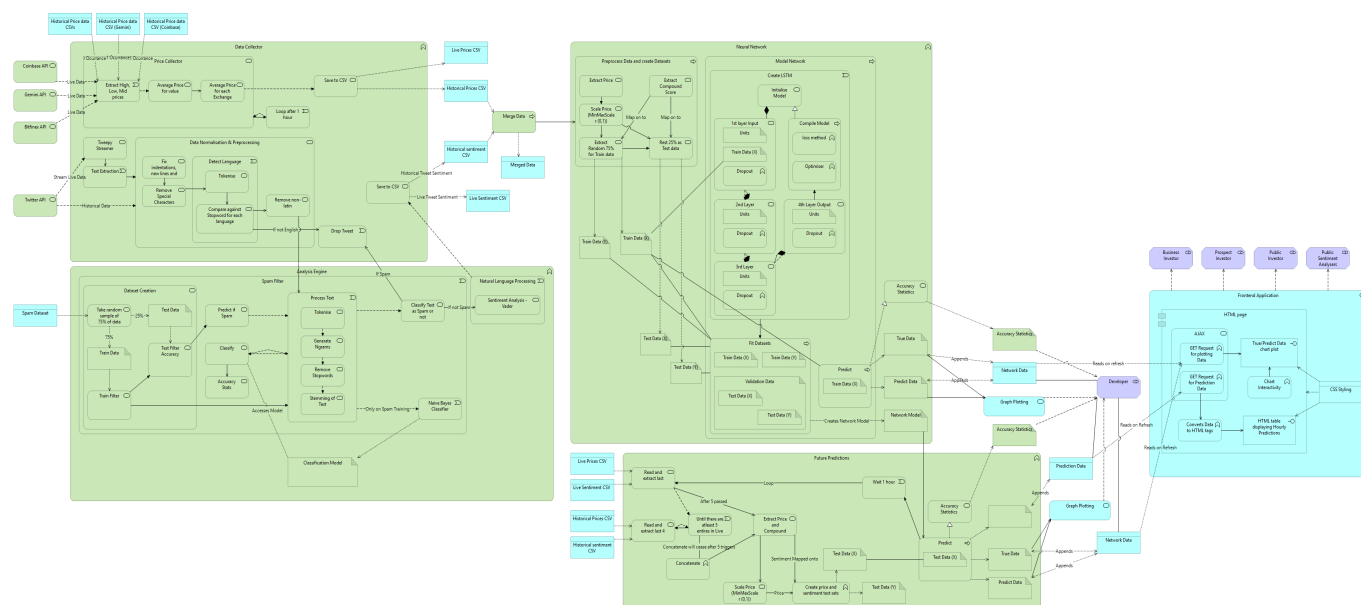 Historical Price data
CSVs
Historical Price data
CSV (Gemini)
Historical Price data
CSV (Coinbase)
Data Collector
Price Collector
Coinbase API
Gemini API
Bitfinex API
Twitter API
Live Data
Live Data
Live Data
Extract High,
Low, Mid
prices
Average Price
for value
Average Price
for each
Exchange
Loop after 1
hour
Save to CSV
Live Prices CSV
Historical Prices CSV
Historical sentiment
CSV
Merge Data
Merged Data
Tweepy
Streamer
Text Extraction
Stream Live Data
Historical Data
Data Normalisation & Preprocessing
Fix
indentations,
new lines and
Remove
Special
Characters
Detect Language
Tokenise
Compare against
Stopword for each
language
Remove non-
latin
If not English
Drop Tweet
Save to CSV
Historical Tweet Sentiment
Live Tweet Sentiment
Live Sentiment CSV
Analysis Engine
If Spam
Spam Filter
Spam Dataset
Dataset Creation
Take random
sample of
75% of data
25%
75%
Test Data
Train Data
Test Filter
Accuracy
Train Filter
Predict if
Spam
Classify
Accuracy
Stats
Accesses Model
Process Text
Tokenise
Generate
Ngrams
Remove
Stopwords
Stemming of
Text
Classify Text
as Spam or
not
If not Spam
Only on Spam Training
Naive Bayes
Classifier
Classification Model
Natural Language Processing
Sentiment Analysis -
Vader
Neural Network
Preprocess Data and create Datasets
Extract Price
Extract
Compound
Score
Scale Price
(MinMaxScale
r (0,1))
Map on to
Map on to
Extract
Random 75%
for Train data
Rest 25% as
Test data
Train Data (Y)
Train Data (X)
Test Data (X)
Test Data (Y)
Model Network
Create LSTM
Initialise
Model
1st layer Input
Units
Train Data (X)
Dropout
2nd Layer
Units
Dropout
3rd Layer
Units
Dropout
Compile Model
loss method
Optimiser
4th Layer Output
Units
Dropout
Fit Datasets
Train Data (X)
Train Data (Y)
Validation Data
Test Data (X)
Test Data (Y)
Predict
Train Data (X)
Creates Network Model
Accuracy
Statistics
True Data
Predict Data
Network Model
Accuracy Statistics
Appends
Appends
Network Data
Graph Plotting
Developer
Accuracy Statistics
Reads on refresh
Reads on Refresh
Reads on Refresh
Business
Investor
Prospect
Investor
Public
Investor
Public
Sentiment
Analysers
Frontend Application
HTML page
AJAX
GET Request
for plotting
Data
GET Request
for Prediction
Data
Converts Data
to HTML tags
True/Predict Data
chart plot
Chart
Interactivity
HTML table
displaying Hourly
Predictions
CSS Styling
Future Predictions
Live Prices CSV
Live Sentiment CSV
Historical Prices CSV
Historical sentiment
CSV
Read and
extract last
Read and
extract last 4
Loop
Wait 1 hour
After 5 passed
Until there are
atleast 5
entires in Live
Concatenate will cease after 5 triggers
Concatenate
Extract Price
and
Compound
Sentiment Mapped onto
Scale Price
(MinMaxScale
r (0,1))
Price
Create price and
sentiment test sets
Test Data (X)
Test Data (Y)
Accuracy
Statistics
Predict
Test Data (X)
True Data
Predict Data
Prediction Data
Appends
Graph Plotting
Appends
Appends
Network Data